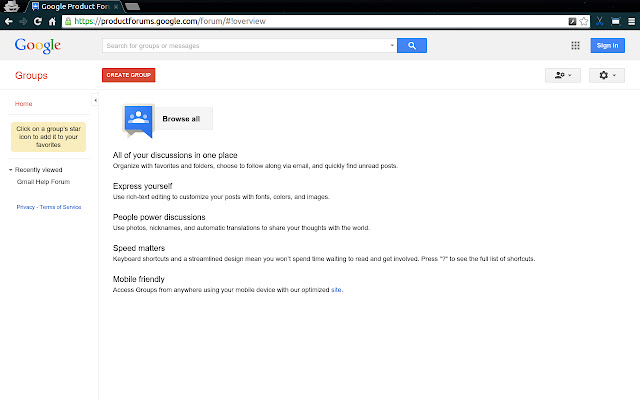 Google Product For
https://productforums.google.com/forum/#!overview
Google
Search for groups or messages
Sign in
Groups
CREATE GROUP
Home
Click on a group's star
icon to add it to your
favorites
Recently viewed
Gmail Help Forum
Privacy - Terms of Service
Browse all
All of your discussions in one place
Organize with favorites and folders, choose to follow along via email, and quickly find unread posts.
Express yourself
Use rich-text editing to customize your posts with fonts, colors, and images.
People power discussions
Use photos, nicknames, and automatic translations to share your thoughts with the world.
Speed matters
Keyboard shortcuts and a streamlined design mean you won't spend time waiting to read and get involved. Press "?" to see the full list of shortcuts.
Mobile friendly
Access Groups from anywhere using your mobile device with our optimized site.